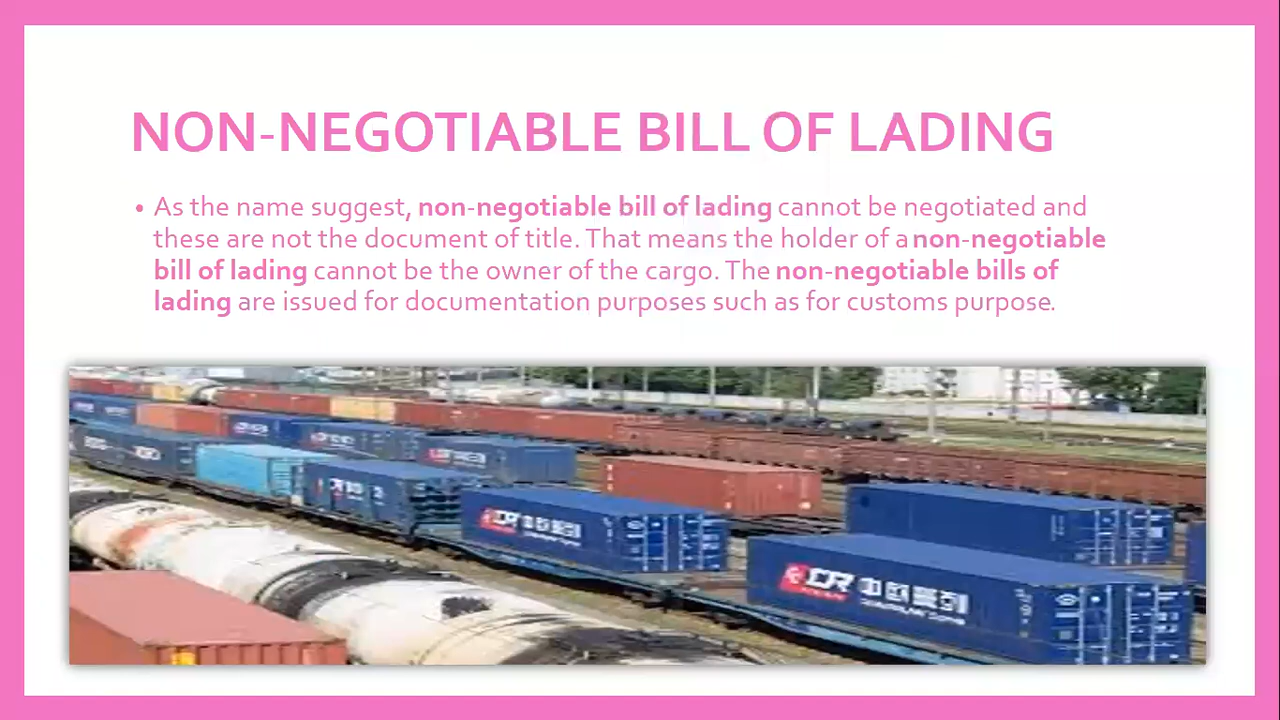 NON-NEGOTIABLE BILL OF LADING
• As the name suggest, non-negotiable bill of lading cannot be negotiated and
these are not the document of title. That means the holder of a non-negotiable
bill of lading cannot be the owner of the cargo. The non-negotiable bills of
lading are issued for documentation purposes such as for customs purpose.